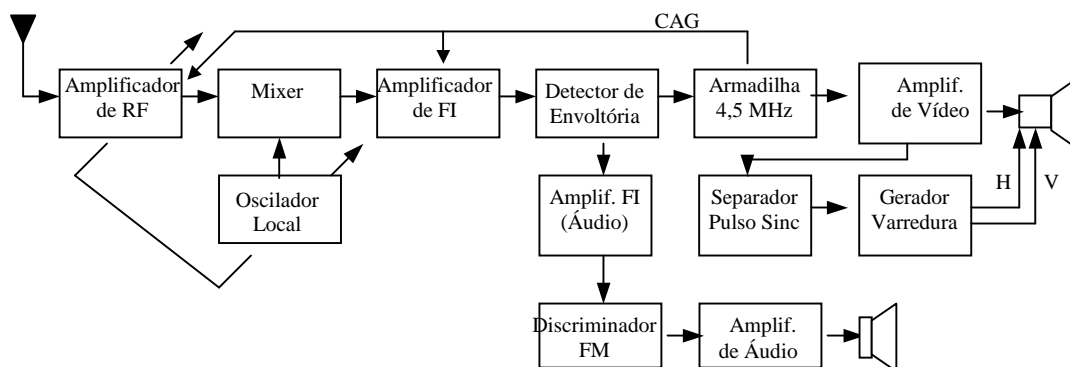 CAG
Amplificador
de RF
Mixer
Amplificador
de FI
Detector de
Envoltória
Armadilha
4,5 MHz
Amplif.
de Vídeo
Oscilador
Local
Amplif. FI
(Áudio)
Separador
Pulso Sinc
Gerador
Varredura
H
V
Discriminador
FM
Amplif.
de Áudio